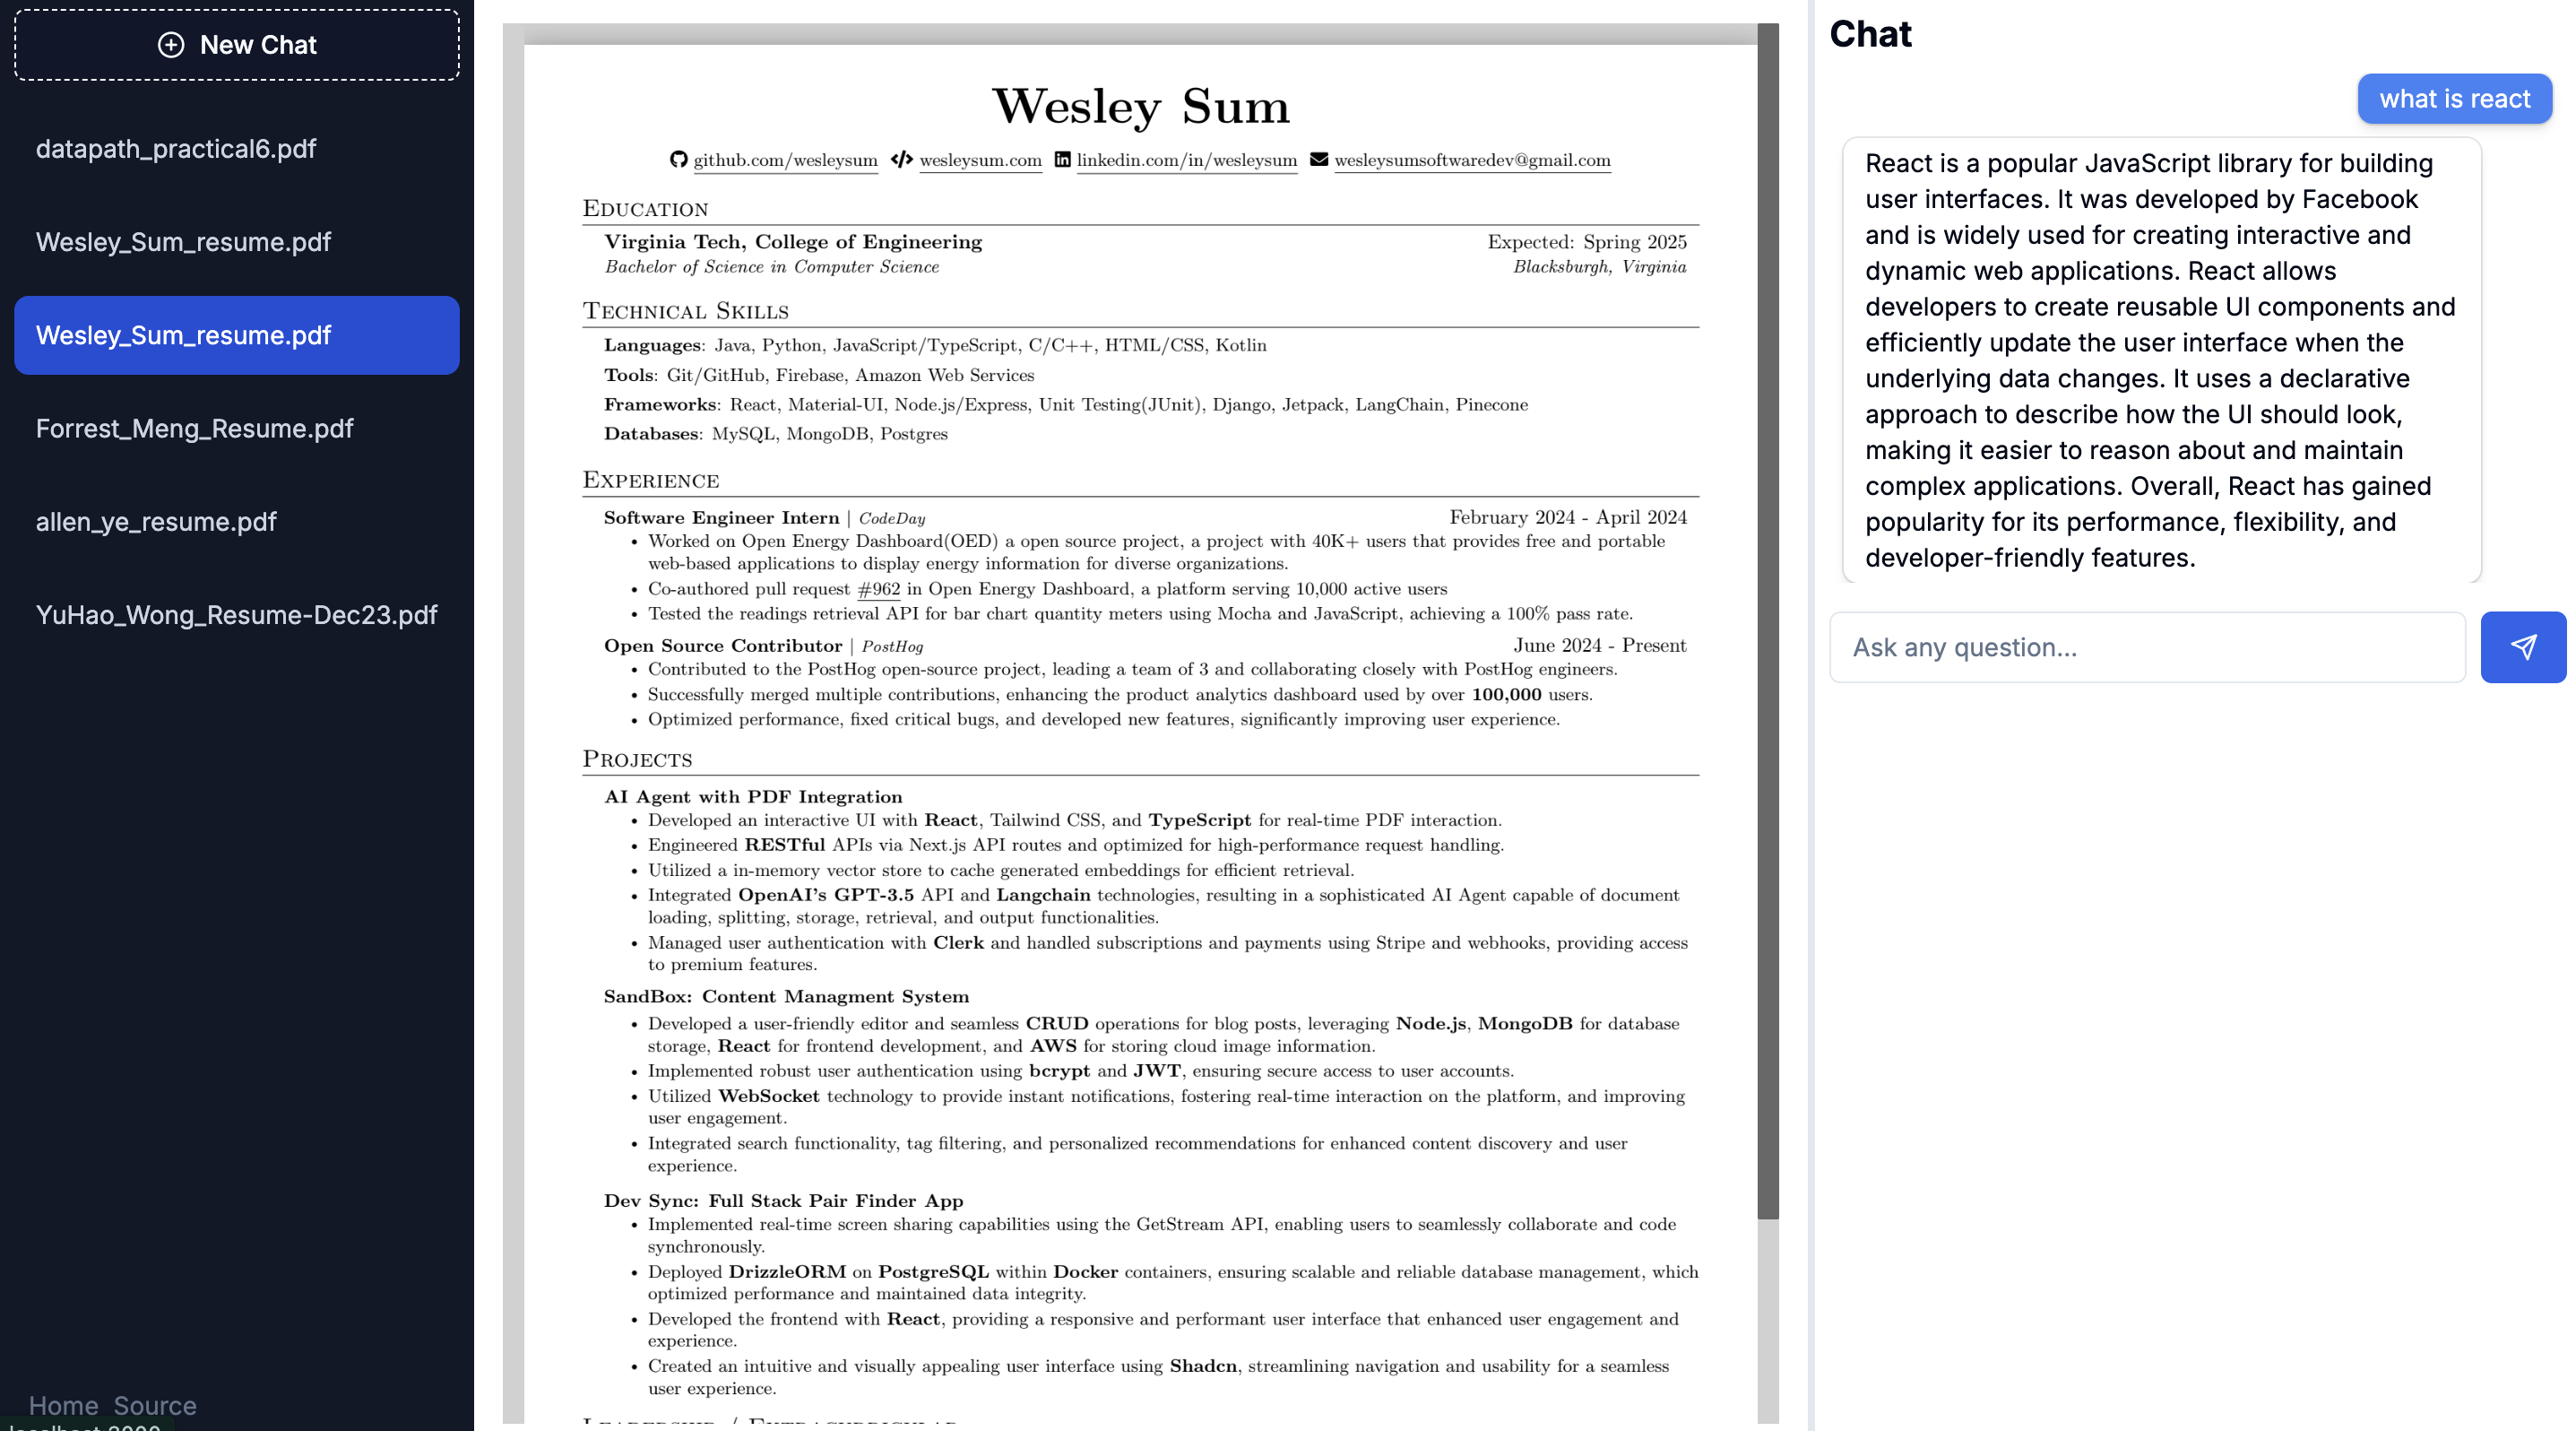 New Chat
datapath_practical6.pdf
Wesley_Sum_resume.pdf
Wesley_Sum_resume.pdf
Forrest_Meng_Resume.pdf
allen_ye_resume.pdf
YuHao_Wong_Resume-Dec23.pdf
Home Source
Wesley Sum
github.com/wesleysum wesleysum.com linkedin.com/in/wesleysum wesleysumsoftwaredev@gmail.com
Education
Virginia Tech, College of Engineering Expected: Spring 2025
Bachelor of Science in Computer Science Blacksburgh, Virginia
Technical Skills
Languages: Java, Python, JavaScript/TypeScript, C/C++, HTML/CSS, Kotlin
Tools: Git/GitHub, Firebase, Amazon Web Services
Frameworks: React, Material-UI, Node.js/Express, Unit Testing(JUnit), Django, Jetpack, LangChain, Pinecone
Databases: MySQL, MongoDB, Postgres
Experience
Software Engineer Intern | CodeDay February 2024 - April 2024
• Worked on Open Energy Dashboard(OED) a open source project, a project with 40K+ users that provides free and portable
web-based applications to display energy information for diverse organizations.
• Co-authored pull request #962 in Open Energy Dashboard, a platform serving 10,000 active users
• Tested the readings retrieval API for bar chart quantity meters using Mocha and JavaScript, achieving a 100% pass rate.
Open Source Contributor | PostHog June 2024 - Present
• Contributed to the PostHog open-source project, leading a team of 3 and collaborating closely with PostHog engineers.
• Successfully merged multiple contributions, enhancing the product analytics dashboard used by over 100,000 users.
• Optimized performance, fixed critical bugs, and developed new features, significantly improving user experience.
Projects
AI Agent with PDF Integration
• Developed an interactive UI with React, Tailwind CSS, and TypeScript for real-time PDF interaction.
• Engineered RESTful APIs via Next.js API routes and optimized for high-performance request handling.
• Utilized a in-memory vector store to cache generated embeddings for efficient retrieval.
• Integrated OpenAI's GPT-3.5 API and Langchain technologies, resulting in a sophisticated AI Agent capable of document
loading, splitting, storage, retrieval, and output functionalities.
• Managed user authentication with Clerk and handled subscriptions and payments using Stripe and webhooks, providing access
to premium features.
SandBox: Content Managment System
• Developed a user-friendly editor and seamless CRUD operations for blog posts, leveraging Node.js, MongoDB for database
storage, React for frontend development, and AWS for storing cloud image information.
• Implemented robust user authentication using bcrypt and JWT, ensuring secure access to user accounts.
• Utilized WebSocket technology to provide instant notifications, fostering real-time interaction on the platform, and improving
user engagement.
• Integrated search functionality, tag filtering, and personalized recommendations for enhanced content discovery and user
experience.
Dev Sync: Full Stack Pair Finder App
• Implemented real-time screen sharing capabilities using the GetStream API, enabling users to seamlessly collaborate and code
synchronously.
• Deployed DrizzleORM on PostgreSQL within Docker containers, ensuring scalable and reliable database management, which
optimized performance and maintained data integrity.
• Developed the frontend with React, providing a responsive and performant user interface that enhanced user engagement and
experience.
• Created an intuitive and visually appealing user interface using Shadcn, streamlining navigation and usability for a seamless
user experience.
Chat
what is react
React is a popular JavaScript library for building
user interfaces. It was developed by Facebook
and is widely used for creating interactive and
dynamic web applications. React allows
developers to create reusable UI components and
efficiently update the user interface when the
underlying data changes. It uses a declarative
approach to describe how the UI should look,
making it easier to reason about and maintain
complex applications. Overall, React has gained
popularity for its performance, flexibility, and
developer-friendly features.
Ask any question...